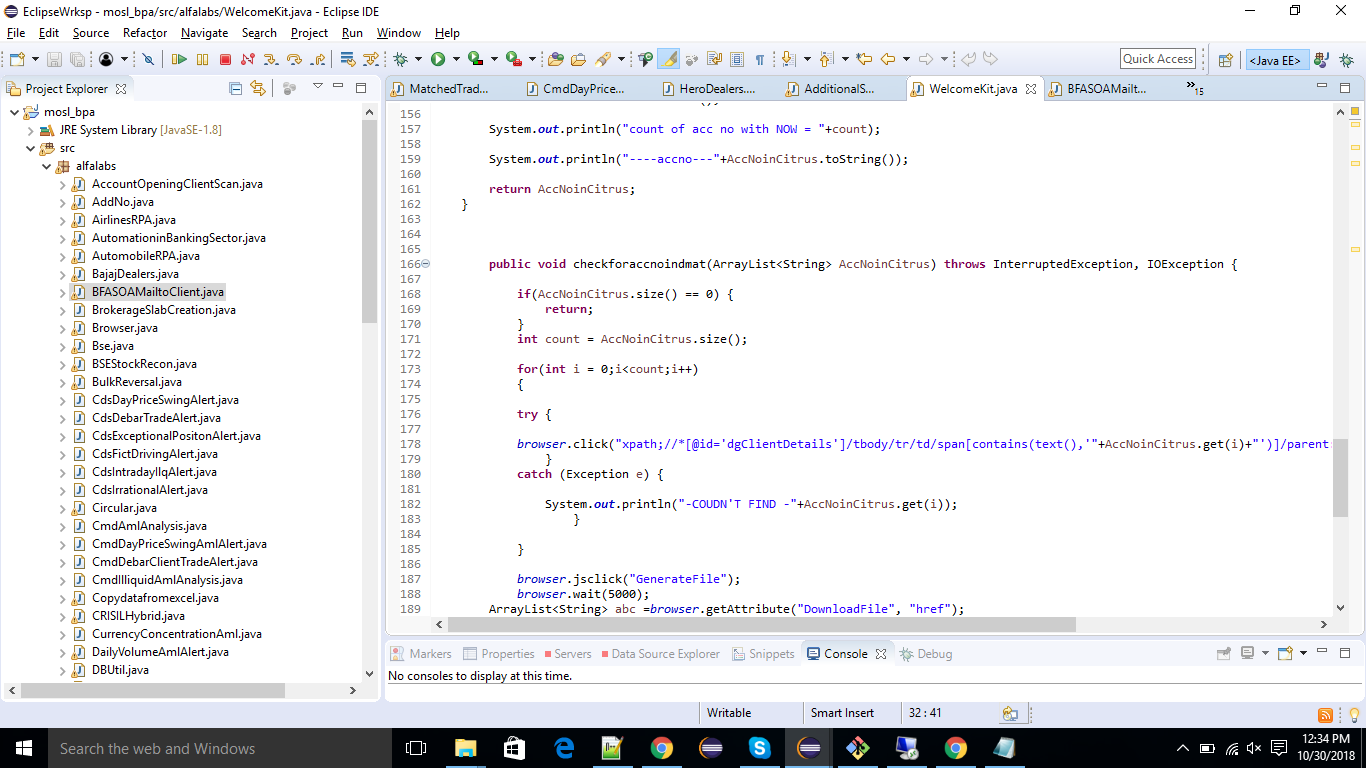 EclipseWrksp - mosl_bpa/src/alfalabs/WelcomeKit.java - Eclipse IDE
File Edit Source Refactor Navigate Search Project Run Window Help
Quick Access
<Java EE>
Project Explorer
mosl_bpa
JRE System Library [JavaSE-1.8]
src
alfalabs
AccountOpeningClientScan.java
AddNo.java
AirlinesRPA.java
AutomationinBankingSector.java
AutomobileRPA.java
BajajDealers.java
BFASOAMailtoClient.java
BrokerageSlabCreation.java
Browser.java
Bse.java
BSEStockRecon.java
BulkReversal.java
CdsDayPriceSwingAlert.java
CdsDebarTradeAlert.java
CdsExceptionalPositonAlert.java
CdsFictDrivingAlert.java
CdsIntradayIlqAlert.java
CdsIrrationalAlert.java
Circular.java
CmdAmlAnalysis.java
CmdDayPriceSwingAmlAlert.java
CmdDebarClientTradeAlert.java
CmdIlliquidAmlAnalysis.java
Copydatafromexcel.java
CRISILHybrid.java
CurrencyConcentrationAml.java
DailyVolumeAmlAlert.java
DBUtil.java
MatchedTrad... CmdDayPrice... HeroDealers.... AdditionalS... WelcomeKit.java BFASOAMailt... »15
156
157 System.out.println("count of acc no with NOW = "+count);
158
159 System.out.println("----accno---"+AccNoinCitrus.toString());
160
161 return AccNoinCitrus;
162 }
163
164
165
166 public void checkforaccnoindmat(ArrayList<String> AccNoinCitrus) throws InterruptedException, IOException {
167
168 if(AccNoinCitrus.size() == 0) {
169 return;
170 }
171 int count = AccNoinCitrus.size();
172
173 for(int i = 0;i<count;i++)
174 {
175
176 try {
177
178 browser.click("xpath;//*[@id='dgClientDetails']/tbody/tr/td/span[contains(text(),'"+AccNoinCitrus.get(i)+"')]/parent:
179 }
180 catch (Exception e) {
181
182 System.out.println("-COUDN'T FIND -"+AccNoinCitrus.get(i));
183 }
184
185 }
186
187 browser.jsclick("GenerateFile");
188 browser.wait(5000);
189 ArrayList<String> abc =browser.getAttribute("DownloadFile", "href");
Markers Properties Servers Data Source Explorer Snippets Console Debug
No consoles to display at this time.
Writable Smart Insert 32 : 41
Search the web and Windows
12:34 PM
10/30/2018